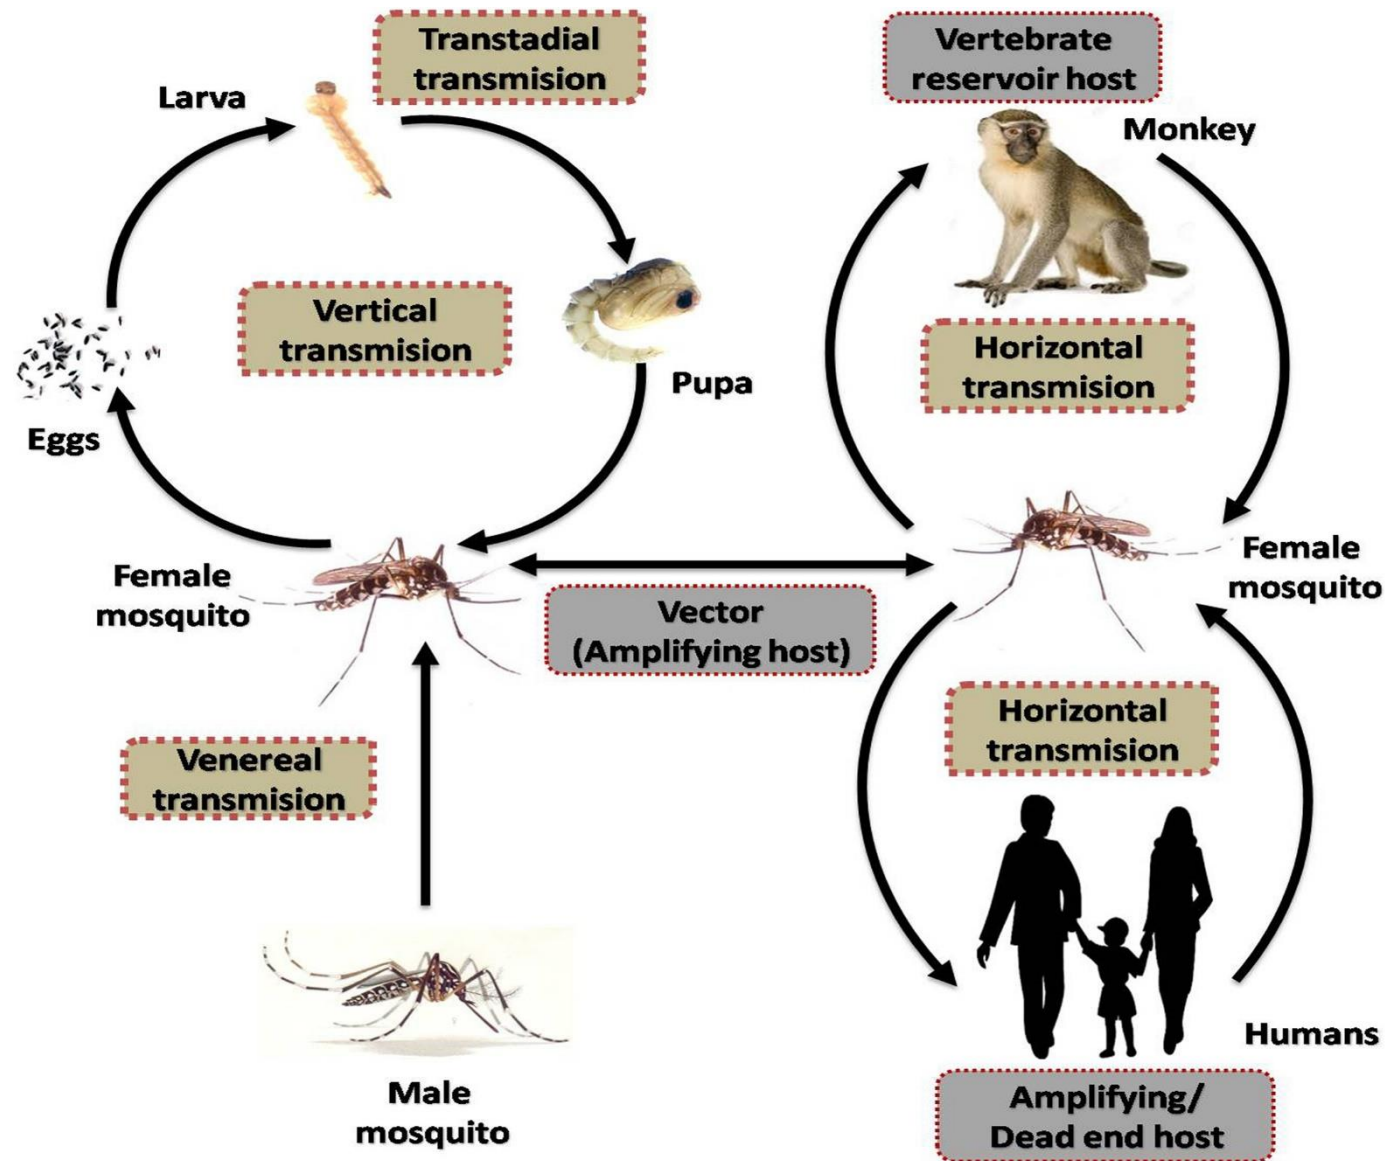 Transtadial
transmision
Larva
Vertebrate
reservoir host
Monkey
Vertical
transmision
Pupa
Eggs
Horizontal
transmision
Female
mosquito
Vector
(Amplifying host)
Female
mosquito
Venereal
transmision
Horizontal
transmision
Male
mosquito
Humans
Amplifying/
Dead end host